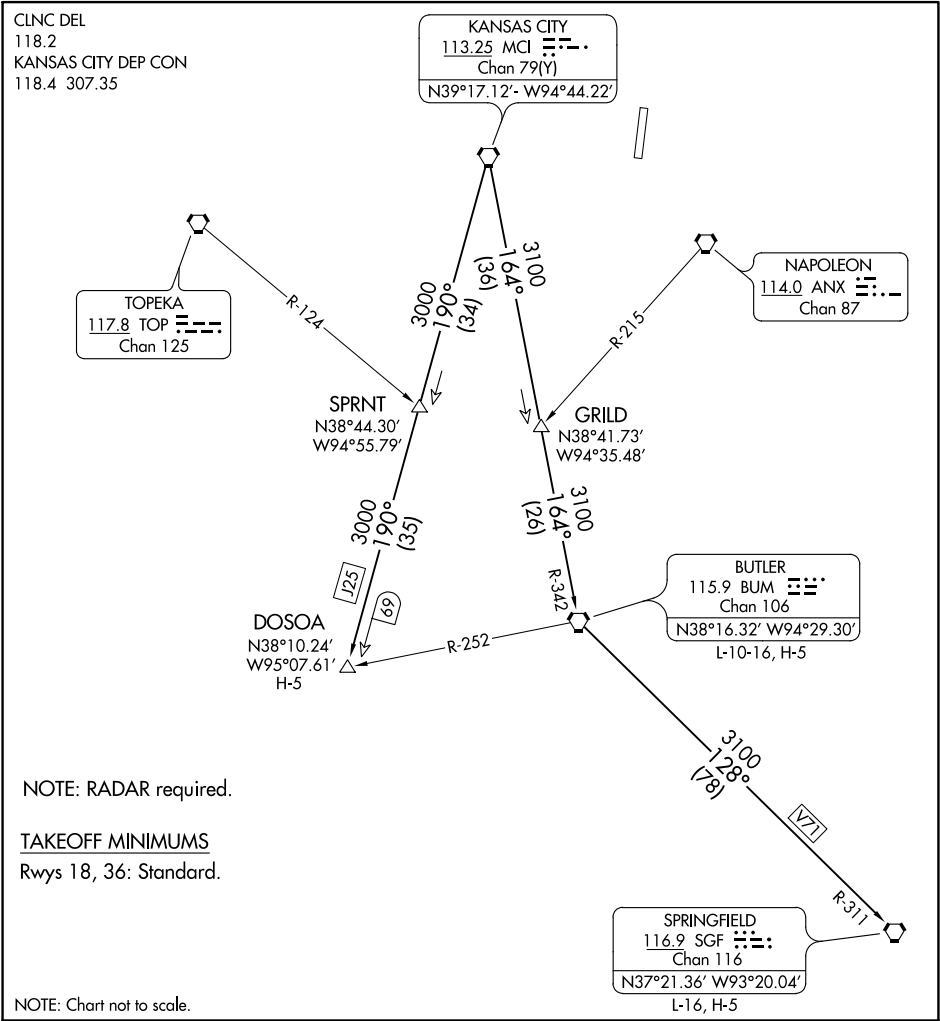 CLNC DEL
118.2
KANSAS CITY DEP CON
118.4 307.35
KANSAS CITY
113.25 MCI
Chan 79(Y)
N39°17.12'- W94°44.22'
TOPEKA
117.8 TOP
Chan 125
R-124
NAPOLEON
114.0 ANX
Chan 87
R-215
3000
190°
(34)
3100
164°
(36)
SPRNT
N38°44.30'
W94°55.79'
GRILD
N38°41.73'
W94°35.48'
3000
190°
(35)
J25
69
3100
164°
(26)
R-342
BUTLER
115.9 BUM
Chan 106
N38°16.32' W94°29.30'
L-10-16, H-5
DOSOA
N38°10.24'
W95°07.61'
H-5
R-252
3100
128°
(78)
V71
R-311
NOTE: RADAR required.
TAKEOFF MINIMUMS
Rwys 18, 36: Standard.
SPRINGFIELD
116.9 SGF
Chan 116
N37°21.36' W93°20.04'
L-16, H-5
NOTE: Chart not to scale.